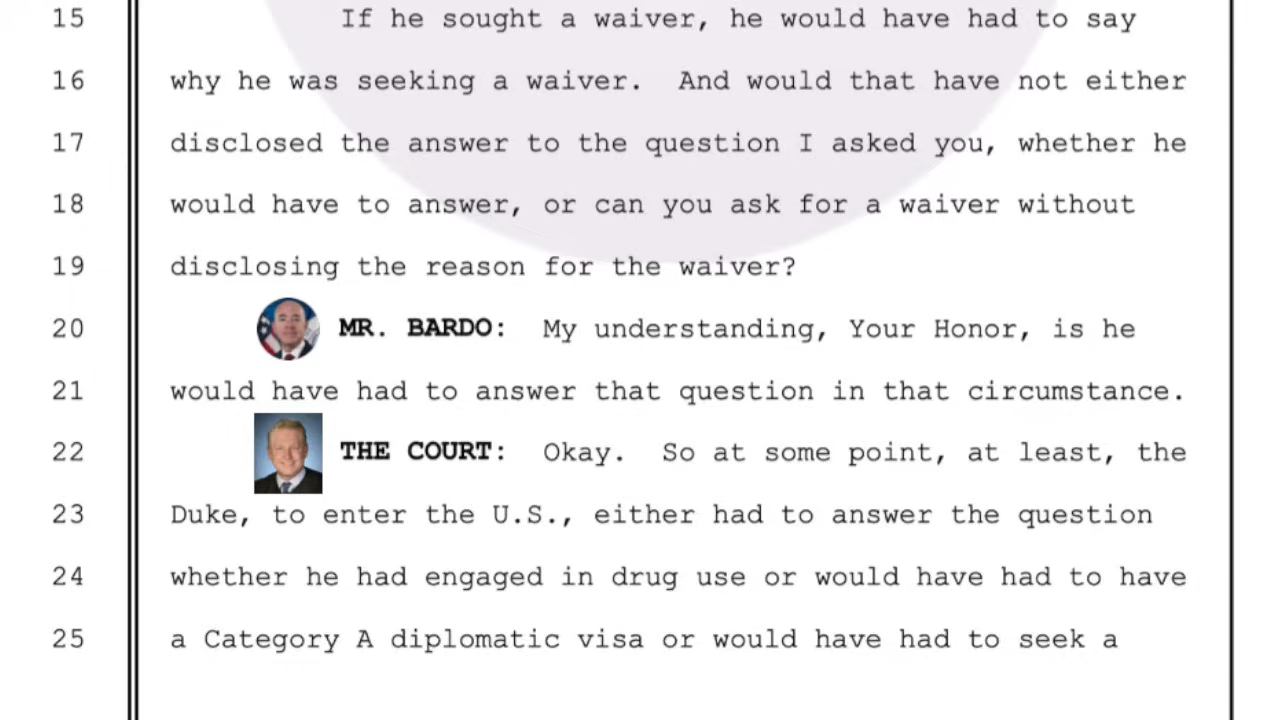 15 If he sought a waiver, he would have had to say
16 why he was seeking a waiver. And would that have not either
17 disclosed the answer to the question I asked you, whether he
18 would have to answer, or can you ask for a waiver without
19 disclosing the reason for the waiver?
20 MR. BARDO: My understanding, Your Honor, is he
21 would have had to answer that question in that circumstance.
22 THE COURT: Okay. So at some point, at least, the
23 Duke, to enter the U.S., either had to answer the question
24 whether he had engaged in drug use or would have had to have
25 a Category A diplomatic visa or would have had to seek a